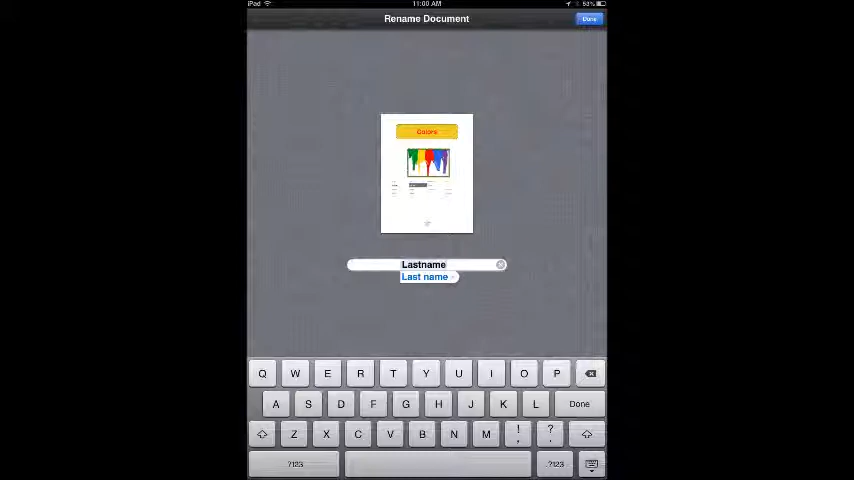 iPad 11:00 AM 53%
Rename Document Done
Colors
Lastname
Last name
Q W E R T Y U I O P
A S D F G H J K L Done
Z X C V B N M ! , ? .
.?123 .?123